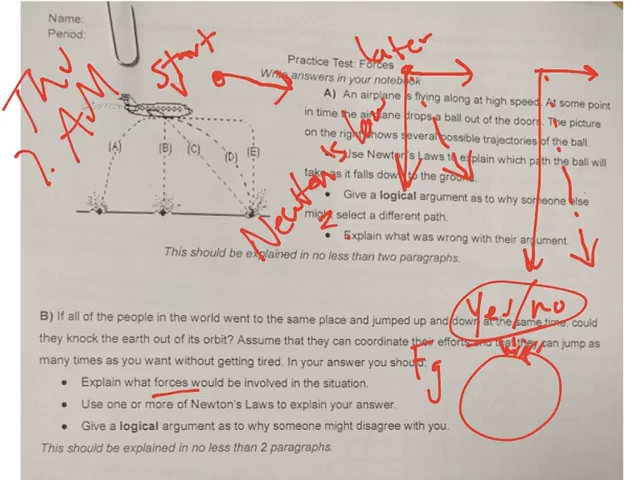 Name:
Period:
Thu
7. AM
Start
later
Practice Test: Forces
Write answers in your notebook
A) An airplane is flying along at high speed. At some point
in time the airplane drops a ball out of the doors. The picture
on the right shows several possible trajectories of the ball.
(A) (B) (C) (D) (E)
Use Newton's Laws to explain which path the ball will
take as it falls down to the ground.
• Give a logical argument as to why someone else
might select a different path.
• Explain what was wrong with their argument.
This should be explained in no less than two paragraphs.
Newton's law
2.
Yes/no
B) If all of the people in the world went to the same place and jumped up and down at the same time, could
they knock the earth out of its orbit? Assume that they can coordinate their efforts and that they can jump as
many times as you want without getting tired. In your answer you should:
Fg
• Explain what forces would be involved in the situation.
• Use one or more of Newton's Laws to explain your answer.
• Give a logical argument as to why someone might disagree with you.
This should be explained in no less than 2 paragraphs.